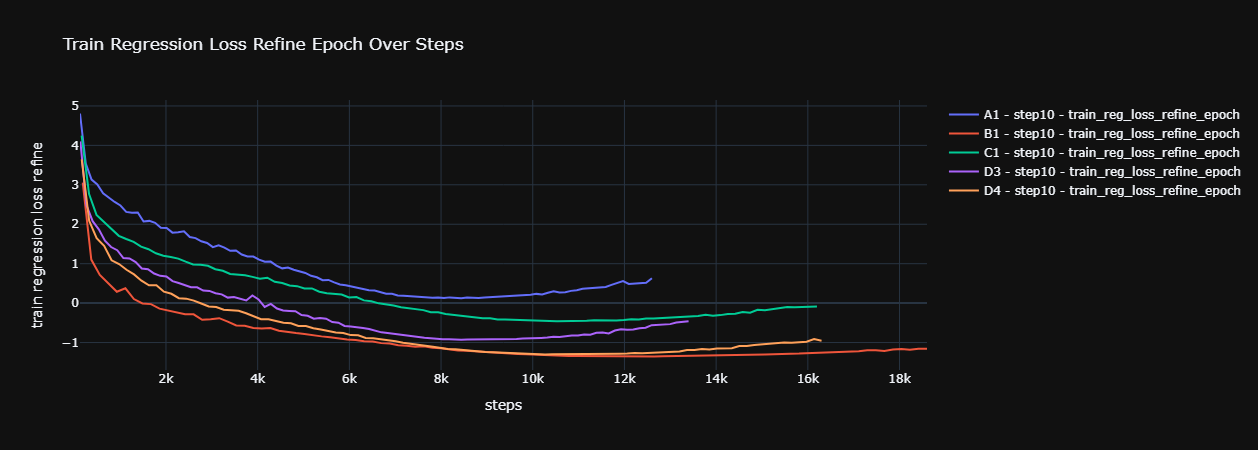 Train Regression Loss Refine Epoch Over Steps
train regression loss refine
5
4
3
2
1
0
−1
2k
4k
6k
8k
10k
12k
14k
16k
18k
steps
A1 - step10 - train_reg_loss_refine_epoch
B1 - step10 - train_reg_loss_refine_epoch
C1 - step10 - train_reg_loss_refine_epoch
D3 - step10 - train_reg_loss_refine_epoch
D4 - step10 - train_reg_loss_refine_epoch